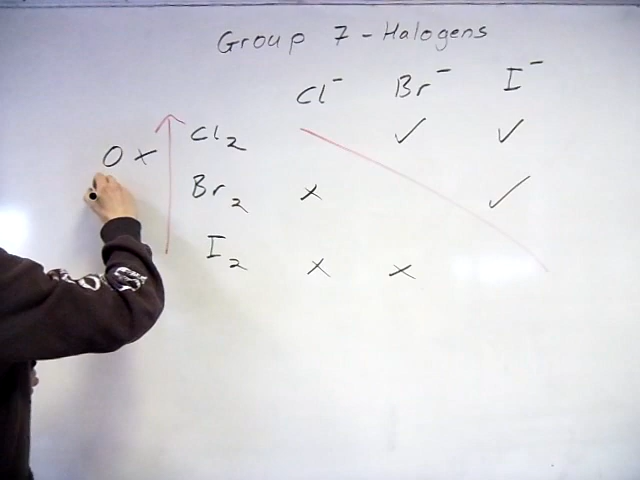 Group 7 - Halogens
Cl⁻ Br⁻ I⁻
Ox Cl₂ ✓ ✓
Br₂ x ✓
I₂ x x